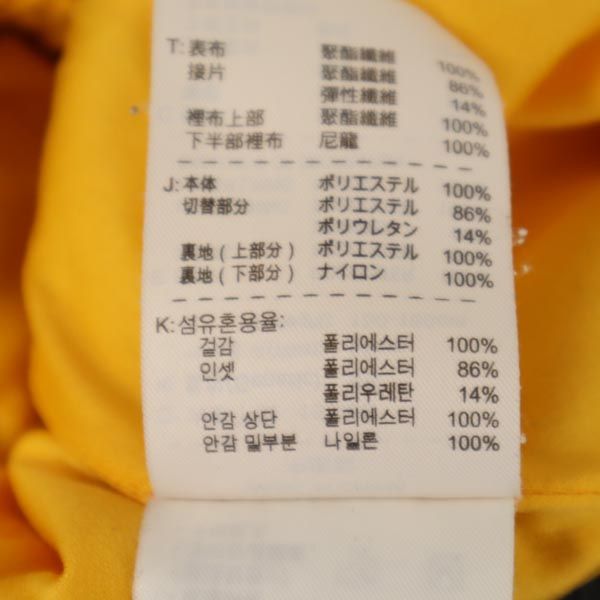 T: 表布 聚酯纖維 100%
接片 聚酯纖維 86%
彈性纖維 14%
裡布上部 聚酯纖維 100%
下半部裡布 尼龍 100%
J: 本体 ポリエステル 100%
切替部分 ポリエステル 86%
ポリウレタン 14%
裏地(上部分) ポリエステル 100%
裏地(下部分) ナイロン 100%
K: 섬유혼용율:
겉감 폴리에스터 100%
인셋 폴리에스터 86%
폴리우레탄 14%
안감 상단 폴리에스터 100%
안감 밑부분 나일론 100%